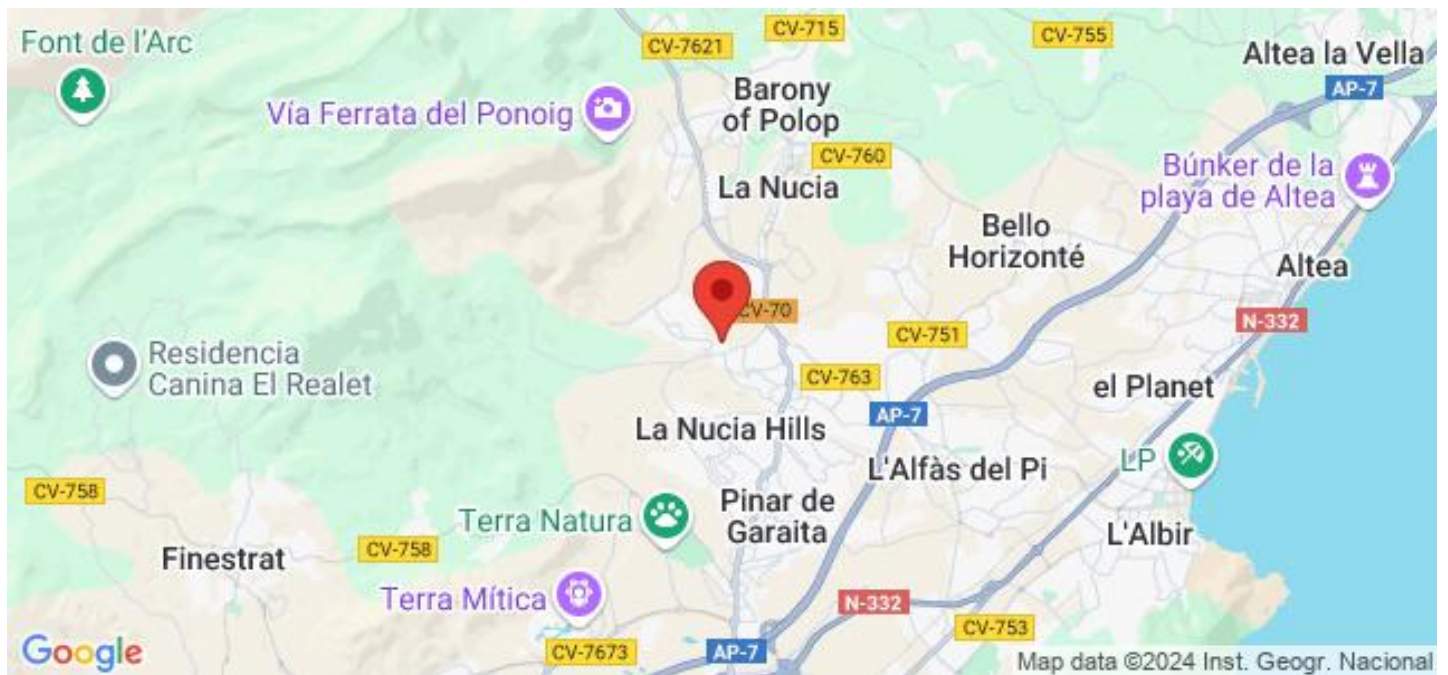 Font de l'Arc
CV-7621
CV-715
CV-755
Altea la Vella
AP-7
Vía Ferrata del Ponoig
Barony
of Polop
CV-760
La Nucia
Búnker de la
playa de Altea
Bello
Horizonté
Altea
CV-70
N-332
CV-751
Residencia
Canina El Realet
CV-763
el Planet
AP-7
La Nucia Hills
L'Alfàs del Pi
LP
CV-758
Terra Natura
Pinar de
Garaita
L'Albir
Finestrat
CV-758
Terra Mítica
N-332
CV-753
Google
CV-7673
AP-7
Map data ©2024 Inst. Geogr. Nacional